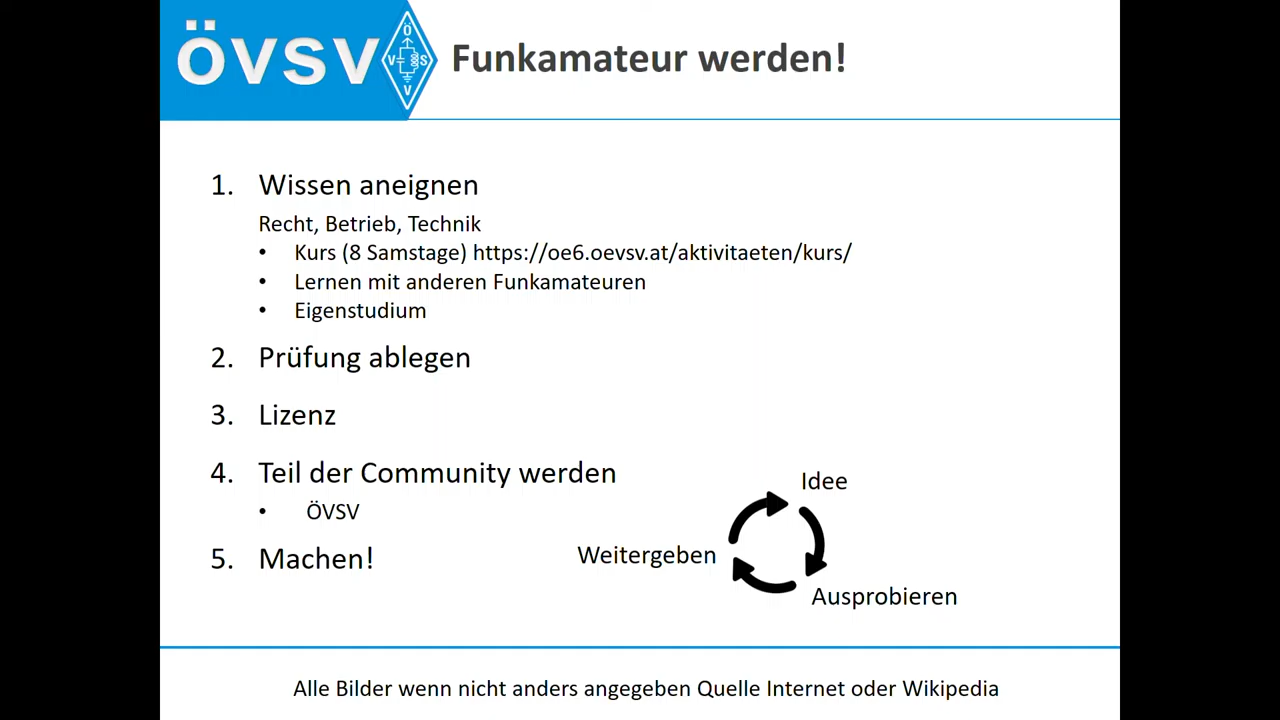 ÖVSV
Ö
V S
V
Funkamateur werden!
1. Wissen aneignen
Recht, Betrieb, Technik
• Kurs (8 Samstage) https://oe6.oevsv.at/aktivitaeten/kurs/
• Lernen mit anderen Funkamateuren
• Eigenstudium
2. Prüfung ablegen
3. Lizenz
4. Teil der Community werden
• ÖVSV
5. Machen!
Idee
Weitergeben
Ausprobieren
Alle Bilder wenn nicht anders angegeben Quelle Internet oder Wikipedia